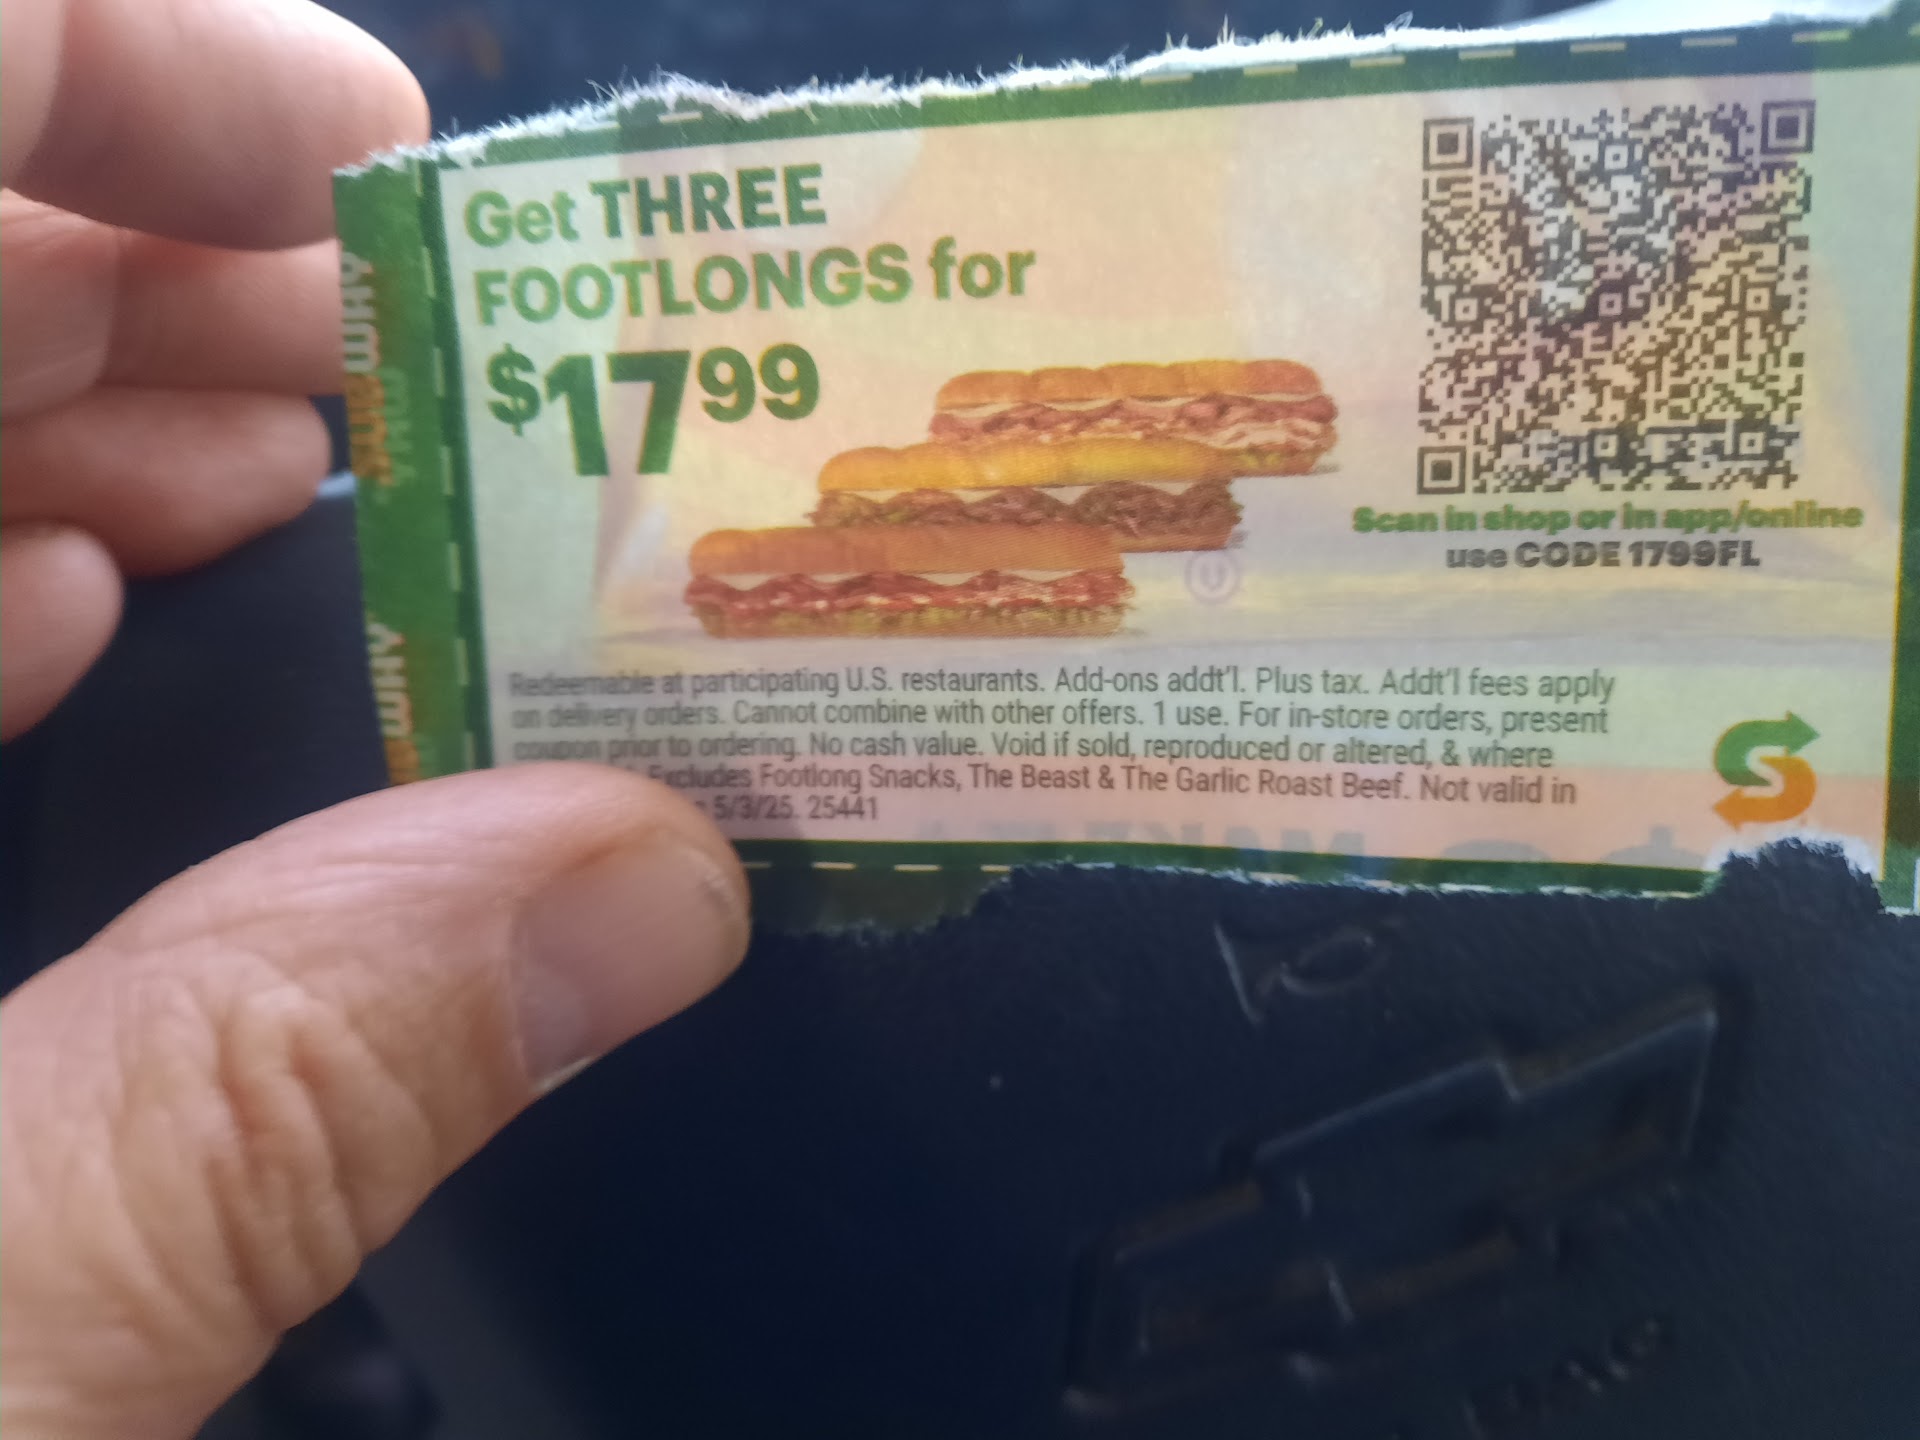 Get THREE
FOOTLONGS for
$1799
Scan in shop or in app/online
use CODE 1799FL
Redeemable at participating U.S. restaurants. Add-ons addt'l. Plus tax. Addt'l fees apply
on delivery orders. Cannot combine with other offers. 1 use. For in-store orders, present
coupon prior to ordering. No cash value. Void if sold, reproduced or altered, & where
Excludes Footlong Snacks, The Beast & The Garlic Roast Beef. Not valid in
5/3/25. 25441
SUBWAY
WAY